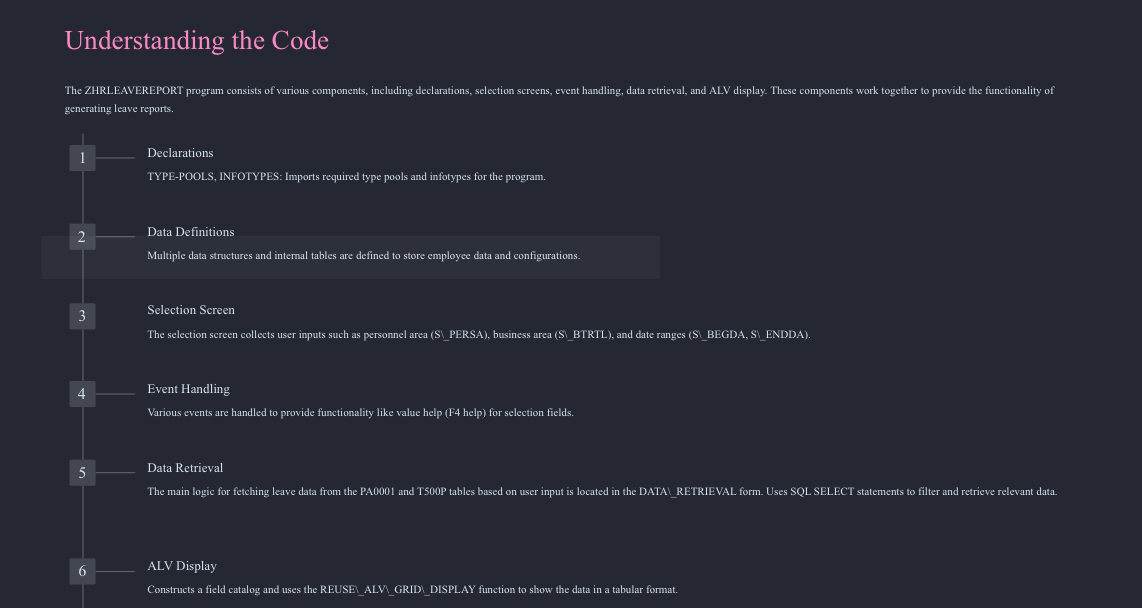 Understanding the Code
The ZHRLEAVEREPORT program consists of various components, including declarations, selection screens, event handling, data retrieval, and ALV display. These components work together to provide the functionality of
generating leave reports.
1
Declarations
TYPE-POOLS, INFOTYPES: Imports required type pools and infotypes for the program.
2
Data Definitions
Multiple data structures and internal tables are defined to store employee data and configurations.
3
Selection Screen
The selection screen collects user inputs such as personnel area (S\_PERSA), business area (S\_BTRTL), and date ranges (S\_BEGDA, S\_ENDDA).
4
Event Handling
Various events are handled to provide functionality like value help (F4 help) for selection fields.
5
Data Retrieval
The main logic for fetching leave data from the PA0001 and T500P tables based on user input is located in the DATA\_RETRIEVAL form. Uses SQL SELECT statements to filter and retrieve relevant data.
6
ALV Display
Constructs a field catalog and uses the REUSE\_ALV\_GRID\_DISPLAY function to show the data in a tabular format.